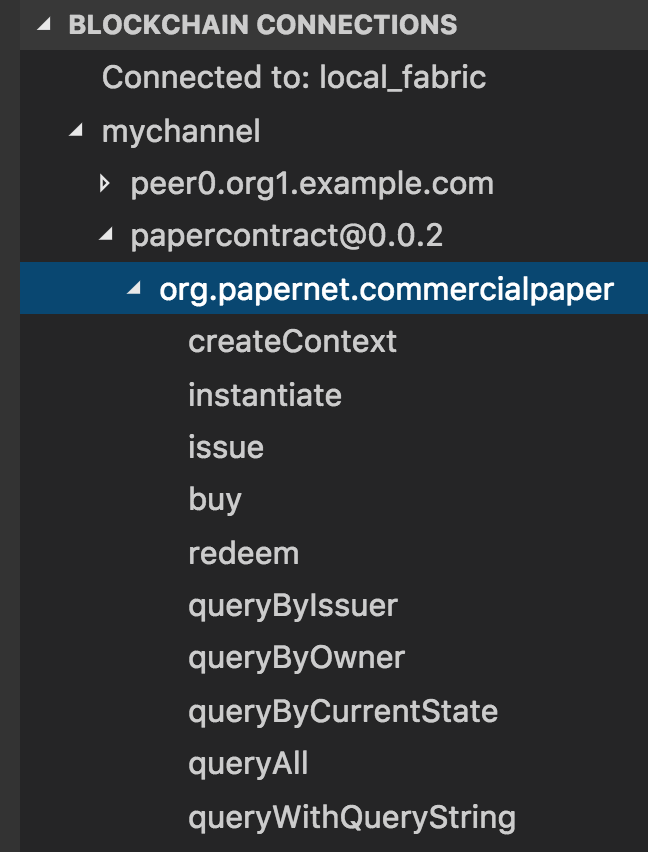 BLOCKCHAIN CONNECTIONS
Connected to: local_fabric
mychannel
peer0.org1.example.com
papercontract@0.0.2
org.papernet.commercialpaper
createContext
instantiate
issue
buy
redeem
queryByIssuer
queryByOwner
queryByCurrentState
queryAll
queryWithQueryString